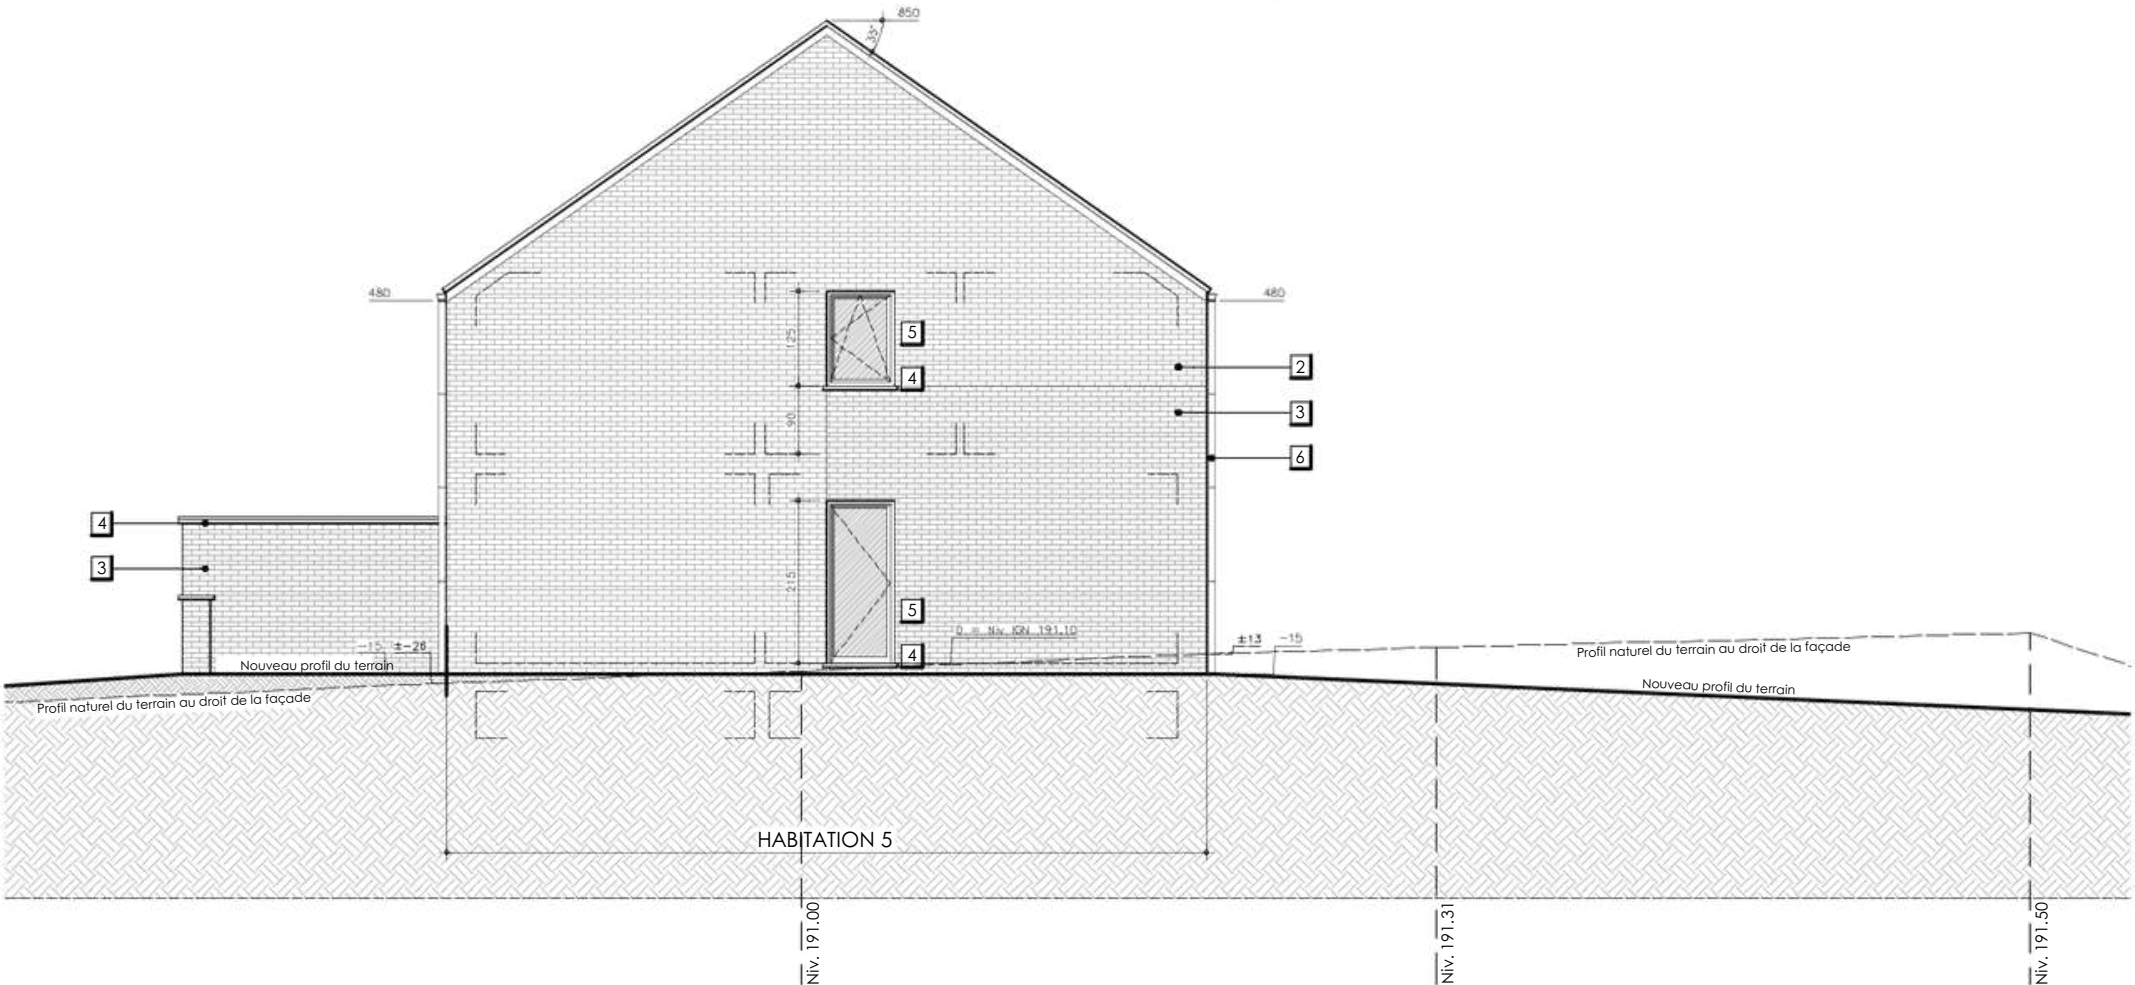 850
35°
480
480
125
5
4
2
90
3
6
4
3
215
5
4
0 = Niv. IGN 191.10
-15
±-26
±13
-15
Nouveau profil du terrain
Profil naturel du terrain au droit de la façade
Profil naturel du terrain au droit de la façade
Nouveau profil du terrain
HABITATION 5
Niv. 191.00
Niv. 191.31
Niv. 191.50